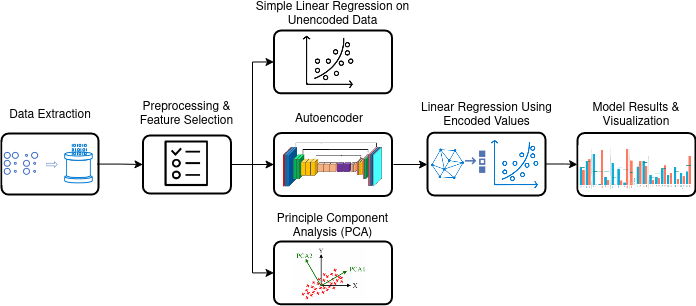 Simple Linear Regression on
Unencoded Data
Data Extraction
Preprocessing &
Feature Selection
Autoencoder
Linear Regression Using
Encoded Values
Model Results &
Visualization
Principle Component
Analysis (PCA)
Y
PCA2
PCA1
X